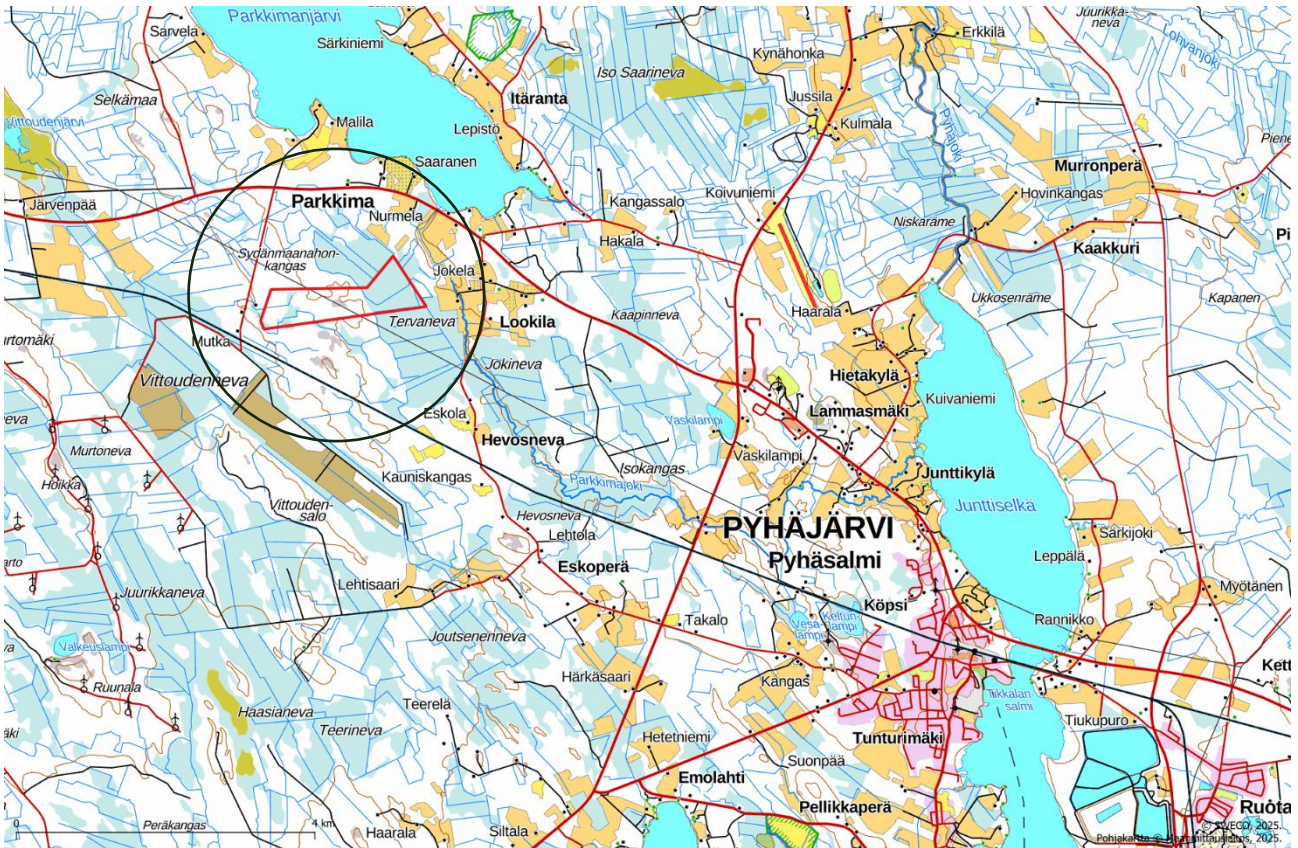 Parkkimanjärvi
Sarvela
Särkiniemi
Juurikka-
neva
Erkkilä
Kynähonka
Lohvanjoki
Iso Saarineva
Selkämaa
Itäranta
Jussila
Kulmala
Vittoudenjärvi
Malila
Lepistö
Pyhäjoki
Saaranen
Murronperä
Järvenpää
Parkkima
Nurmela
Kangassalo
Koivuniemi
Hovinkangas
Niskaräme
Hakala
Kaakkuri
Sydänmaanahon-
kangas
Jokela
Ukkosenräme
Kapanen
Haarala
Tervaneva
Lookila
Kaapinneva
Mutka
Jokineva
Vittoudenneva
Hietakylä
Kuivaniemi
Lammasmäki
Eskola
Vaskilampi
Hevosneva
Murtoneva
Vaskilampi
Isokangas
Junttikylä
Hoikka
Kauniskangas
Parkkimajoki
Junttiselkä
Vittouden-
salo
Hevosneva
PYHÄJÄRVI
Pyhäsalmi
Särkijoki
Lehtola
Leppälä
Eskoperä
Lehtisaari
Myötänen
Juurikkaneva
Köpsi
Takalo
Vesa-
lampi
Keltun-
lampi
Rannikko
Joutsenenneva
Valkeuslampi
Kangas
Härkäsaari
Ruunala
Haasianeva
Teerelä
Tikkalan-
salmi
Tiukupuro
Teerineva
Hetetniemi
Tunturimäki
Suonpää
Emolahti
Pellikkaperä
Ruota
Peräkangas
0
4 km
Haarala
Siltala
© SWECO, 2025.
Pohjakartta © Maanmittauslaitos, 2025.